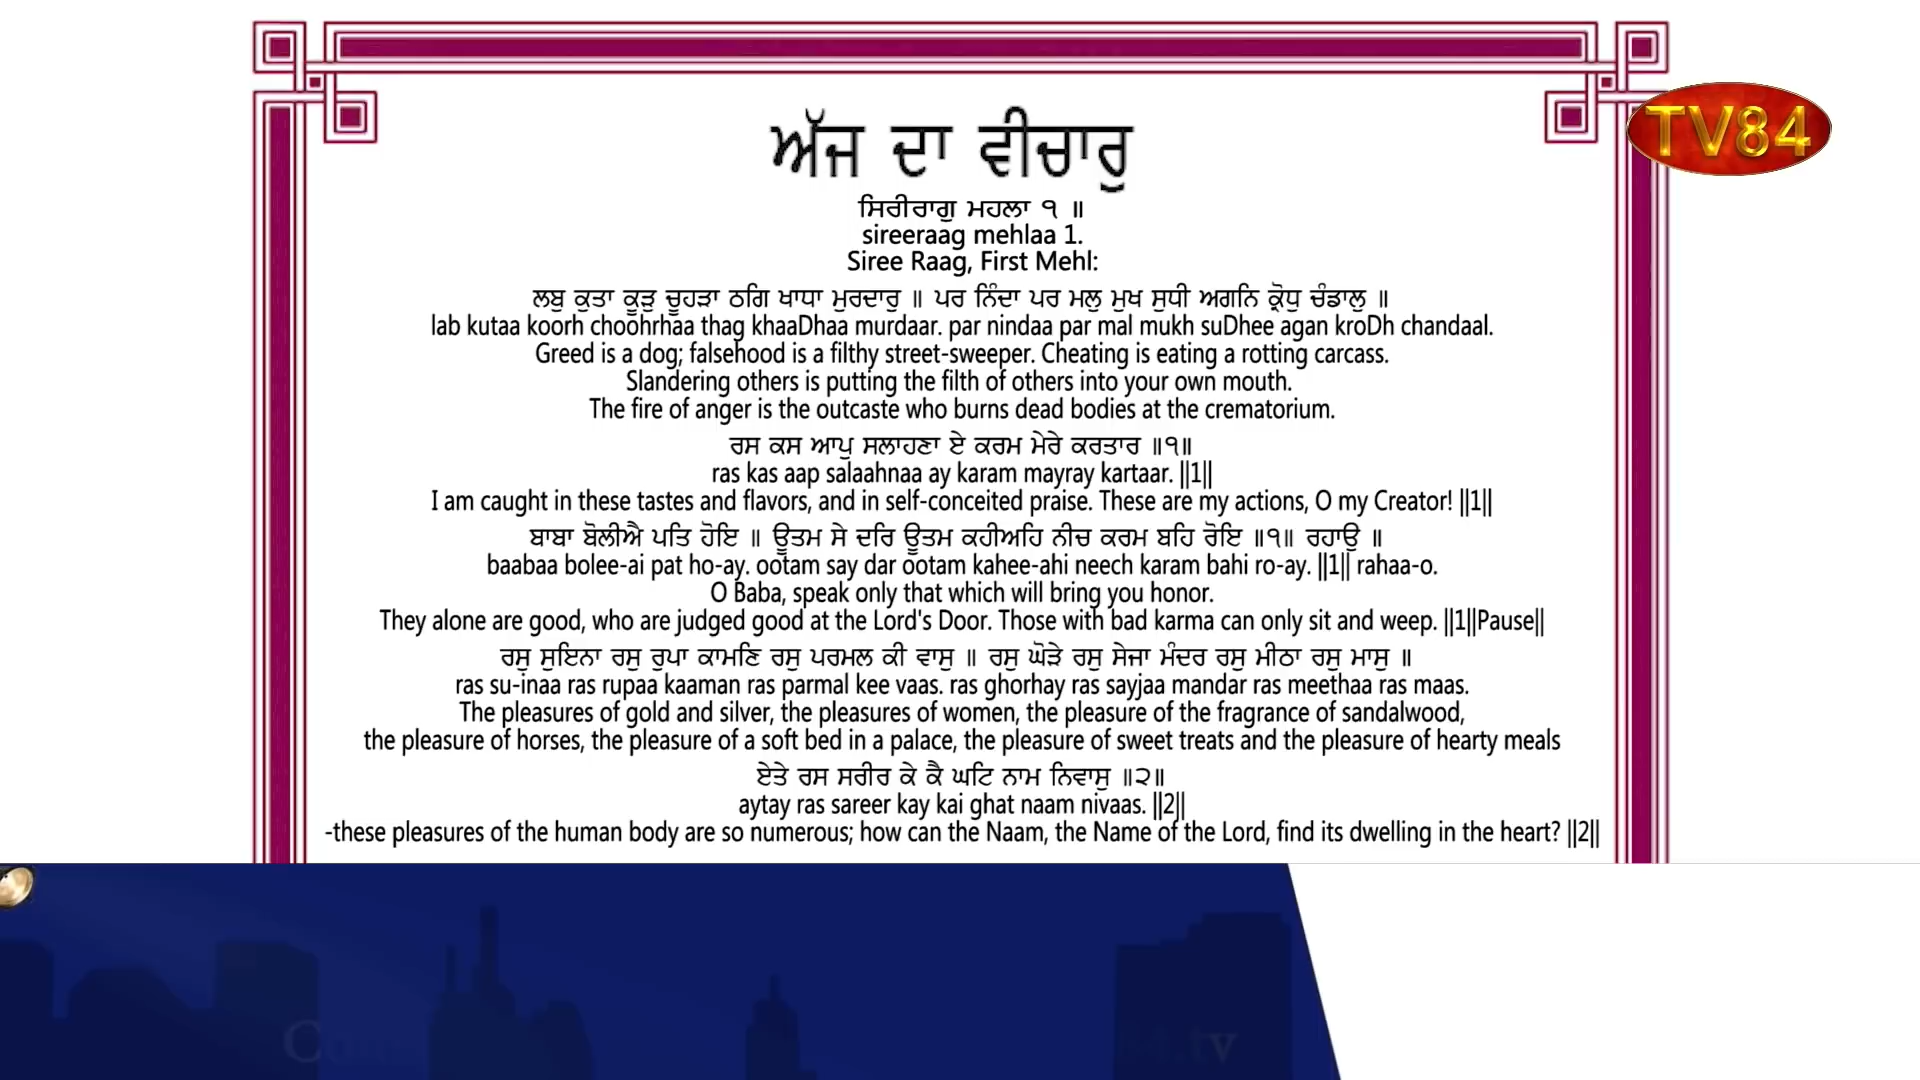 ਅੱਜ ਦਾ ਵੀਚਾਰੁ
TV84
ਸਿਰੀਰਾਗੁ ਮਹਲਾ ੧ ॥
sireeraag mehlaa 1.
Siree Raag, First Mehl:
ਲਬੁ ਕੁਤਾ ਕੂੜੁ ਚੂਹੜਾ ਠਗਿ ਖਾਧਾ ਮੁਰਦਾਰੁ ॥ ਪਰ ਨਿੰਦਾ ਪਰ ਮਲੁ ਮੁਖ ਸੁਧੀ ਅਗਨਿ ਕ੍ਰੋਧੁ ਚੰਡਾਲੁ ॥
lab kutaa koorh choohrhaa thag khaaDhaa murdaar. par nindaa par mal mukh suDhee agan kroDh chandaal.
Greed is a dog; falsehood is a filthy street-sweeper. Cheating is eating a rotting carcass.
Slandering others is putting the filth of others into your own mouth.
The fire of anger is the outcaste who burns dead bodies at the crematorium.
ਰਸ ਕਸ ਆਪੁ ਸਲਾਹਣਾ ਏ ਕਰਮ ਮੇਰੇ ਕਰਤਾਰ ॥੧॥
ras kas aap salaahnaa ay karam mayray kartaar. ||1||
I am caught in these tastes and flavors, and in self-conceited praise. These are my actions, O my Creator! ||1||
ਬਾਬਾ ਬੋਲੀਐ ਪਤਿ ਹੋਇ ॥ ਊਤਮ ਸੇ ਦਰਿ ਊਤਮ ਕਹੀਅਹਿ ਨੀਚ ਕਰਮ ਬਹਿ ਰੋਇ ॥੧॥ ਰਹਾਉ ॥
baabaa bolee-ai pat ho-ay. ootam say dar ootam kahee-ahi neech karam bahi ro-ay. ||1|| rahaa-o.
O Baba, speak only that which will bring you honor.
They alone are good, who are judged good at the Lord's Door. Those with bad karma can only sit and weep. ||1||Pause||
ਰਸੁ ਸੁਇਨਾ ਰਸੁ ਰੁਪਾ ਕਾਮਣਿ ਰਸੁ ਪਰਮਲ ਕੀ ਵਾਸੁ ॥ ਰਸੁ ਘੋੜੇ ਰਸੁ ਸੇਜਾ ਮੰਦਰ ਰਸੁ ਮੀਠਾ ਰਸੁ ਮਾਸੁ ॥
ras su-inaa ras rupaa kaaman ras parmal kee vaas. ras ghorhay ras sayjaa mandar ras meethaa ras maas.
The pleasures of gold and silver, the pleasures of women, the pleasure of the fragrance of sandalwood,
the pleasure of horses, the pleasure of a soft bed in a palace, the pleasure of sweet treats and the pleasure of hearty meals
ਏਤੇ ਰਸ ਸਰੀਰ ਕੇ ਕੈ ਘਟਿ ਨਾਮ ਨਿਵਾਸੁ ॥੨॥
aytay ras sareer kay kai ghat naam nivaas. ||2||
-these pleasures of the human body are so numerous; how can the Naam, the Name of the Lord, find its dwelling in the heart? ||2||